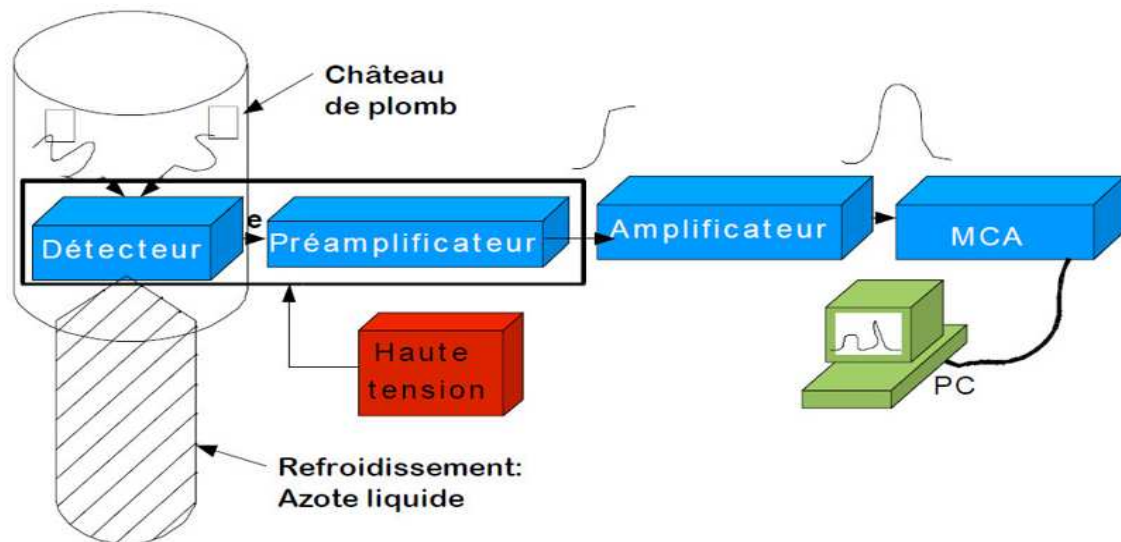 Château
de plomb
e
Détecteur
Préamplificateur
Amplificateur
MCA
Haute
tension
PC
Refroidissement:
Azote liquide